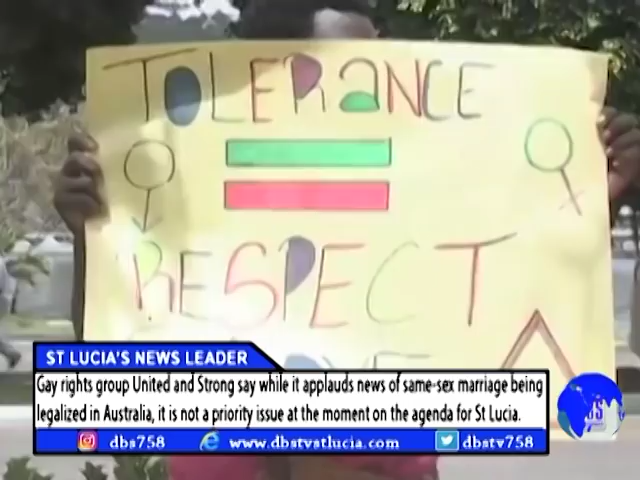 TOLERANCE
RESPECT
ST LUCIA'S NEWS LEADER
Gay rights group United and Strong say while it applauds news of same-sex marriage being
legalized in Australia, it is not a priority issue at the moment on the agenda for St Lucia.
dbs758 www.dbstvstlucia.com dbstv758